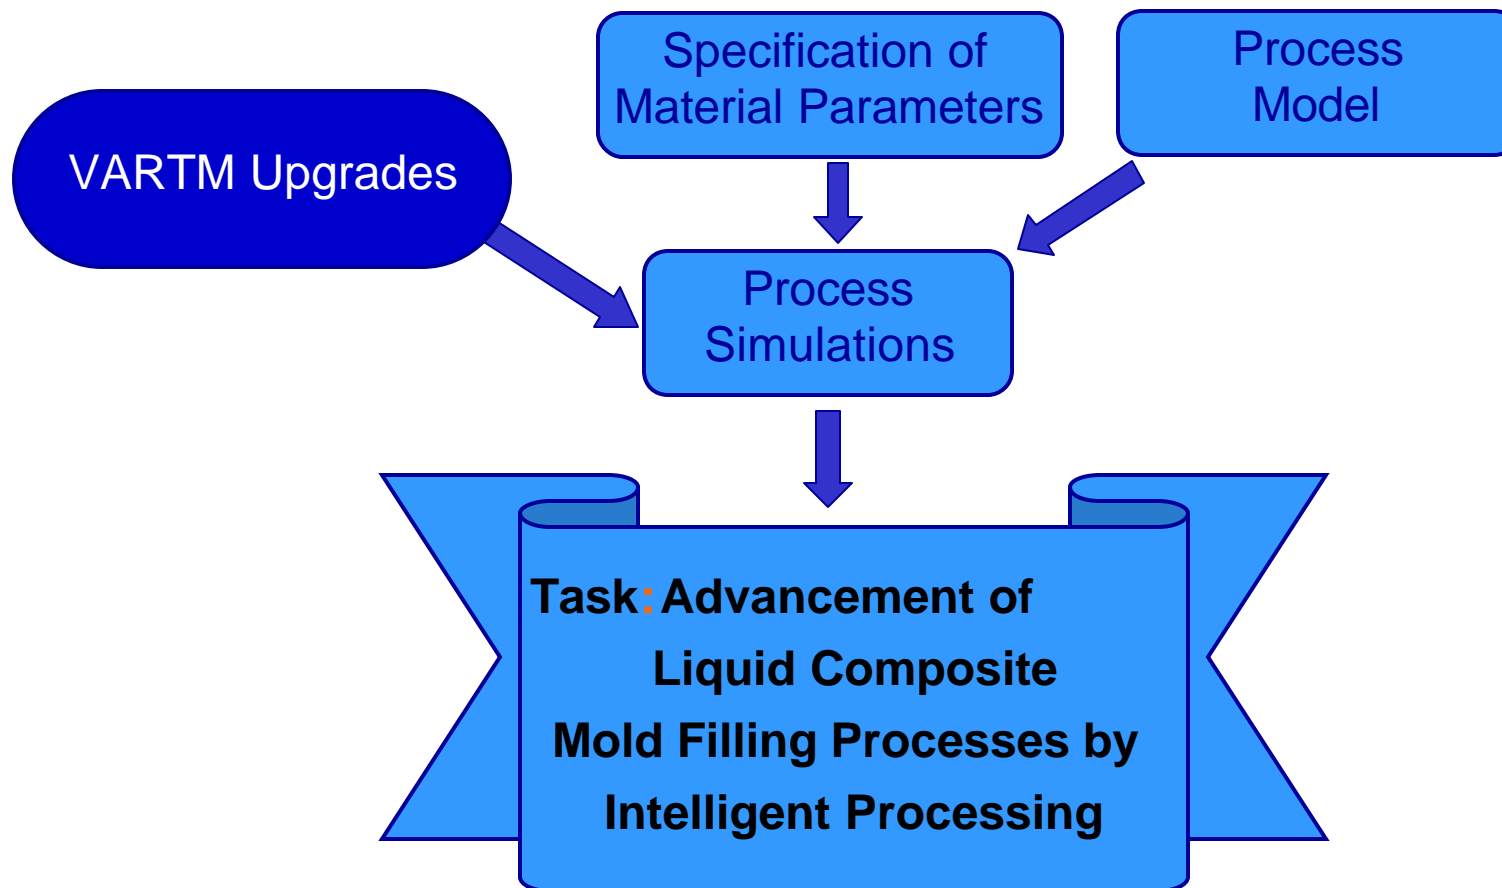 Specification of
Material Parameters
Process
Model
VARTM Upgrades
Process
Simulations
Task: Advancement of
Liquid Composite
Mold Filling Processes by
Intelligent Processing